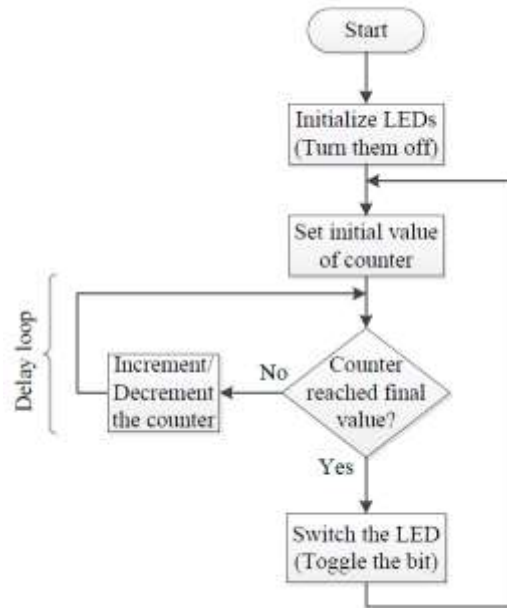 Start
Initialize LEDs
(Turn them off)
Set initial value
of counter
Delay loop
Increment/
Decrement
the counter
No
Counter
reached final
value?
Yes
Switch the LED
(Toggle the bit)